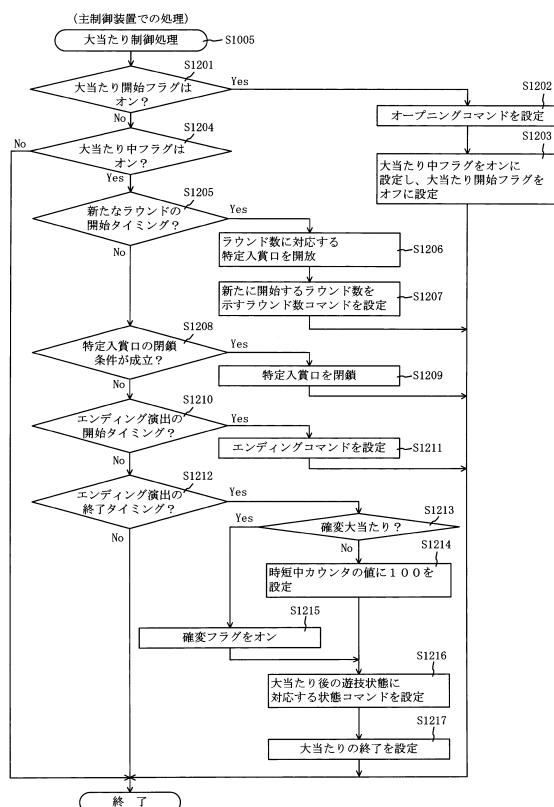 (主制御装置での処理)
大当たり制御処理
S1005
S1201
大当たり開始フラグは
オン?
Yes
No
S1202
オープニングコマンドを設定
S1203
大当たり中フラグをオンに
設定し、大当たり開始フラグを
オフに設定
S1204
大当たり中フラグは
オン?
No
Yes
S1205
新たなラウンドの
開始タイミング?
Yes
No
ラウンド数に対応する
特定入賞口を開放
S1206
新たに開始するラウンド数を
示すラウンド数コマンドを設定
S1207
S1208
特定入賞口の閉鎖
条件が成立?
Yes
No
特定入賞口を閉鎖
S1209
S1210
エンディング演出の
開始タイミング?
Yes
No
エンディングコマンドを設定
S1211
S1212
エンディング演出の
終了タイミング?
Yes
No
S1213
確変大当たり?
Yes
No
S1214
時短中カウンタの値に100を
設定
S1215
確変フラグをオン
S1216
大当たり後の遊技状態に
対応する状態コマンドを設定
S1217
大当たりの終了を設定
終 了